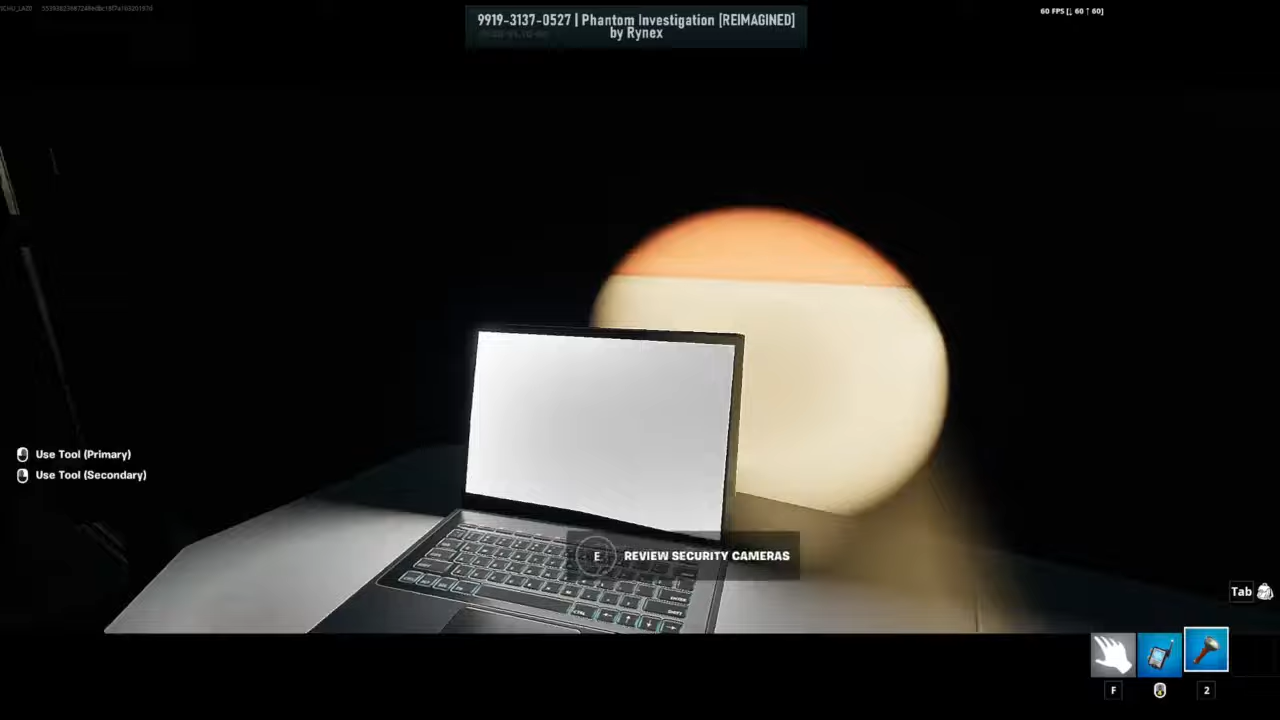 9919-3137-0527 | Phantom Investigation [REIMAGINED]
by Rynex
60 FPS [↓ 60 ↑ 60]
Use Tool (Primary)
Use Tool (Secondary)
E REVIEW SECURITY CAMERAS
Tab
F
2